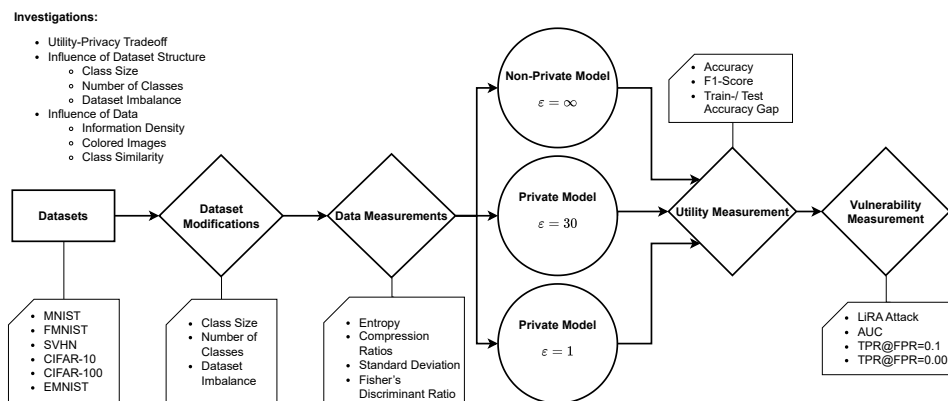 Investigations:
Utility-Privacy Tradeoff
Influence of Dataset Structure
Class Size
Number of Classes
Dataset Imbalance
Influence of Data
Information Density
Colored Images
Class Similarity
Datasets
MNIST
FMNIST
SVHN
CIFAR-10
CIFAR-100
EMNIST
Dataset
Modifications
Class Size
Number of
Classes
Dataset
Imbalance
Data Measurements
Entropy
Compression
Ratios
Standard Deviation
Fisher's
Discriminant Ratio
Non-Private Model
ε = ∞
Private Model
ε = 30
Private Model
ε = 1
Accuracy
F1-Score
Train-/ Test
Accuracy Gap
Utility Measurement
Vulnerability
Measurement
LiRA Attack
AUC
TPR@FPR=0.1
TPR@FPR=0.00